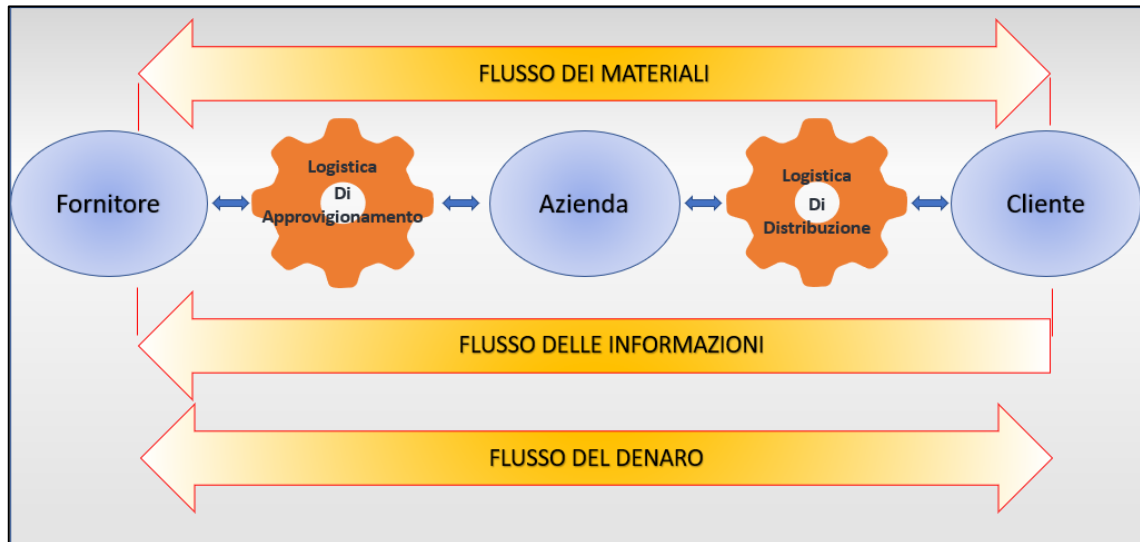 FLUSSO DEI MATERIALI
Fornitore
Logistica
Di
Approvigionamento
Azienda
Logistica
Di
Distribuzione
Cliente
FLUSSO DELLE INFORMAZIONI
FLUSSO DEL DENARO